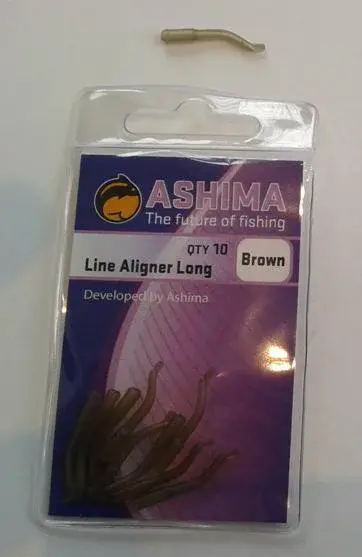 ASHIMA
The future of fishing
QTY 10
Line Aligner Long
Brown
Developed by Ashima